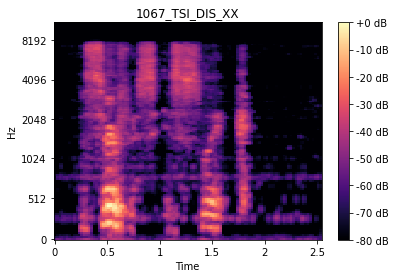 1067_TSI_DIS_XX
+0 dB
8192
-10 dB
4096
-20 dB
-30 dB
2048
Hz
-40 dB
1024
-50 dB
512
-60 dB
-70 dB
0
-80 dB
0 0.5 1 1.5 2 2.5
Time